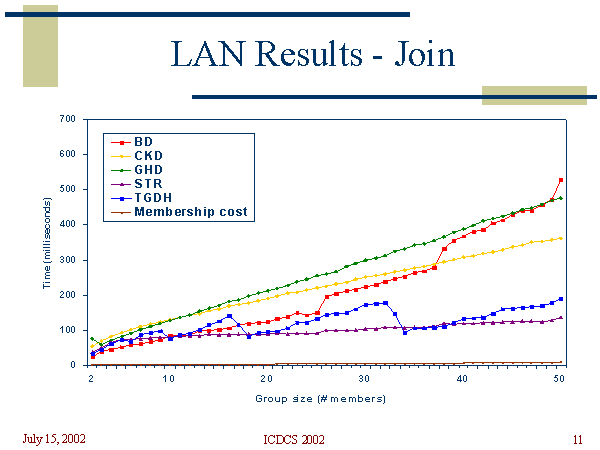 LAN Results - Join
700
600
500
400
300
200
100
0
Time (milliseconds)
BD
CKD
GHD
STR
TGDH
Membership cost
2 10 20 30 40 50
Group size (# members)
July 15, 2002 ICDCS 2002 11